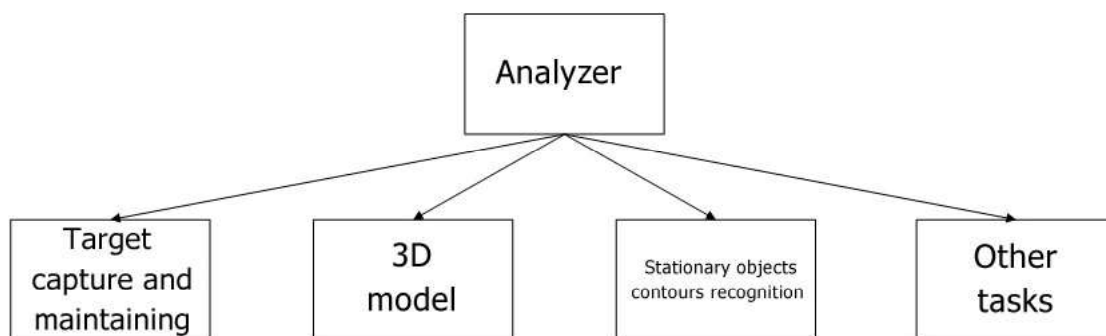 Analyzer
Target
capture and
maintaining
3D
model
Stationary objects
contours recognition
Other
tasks